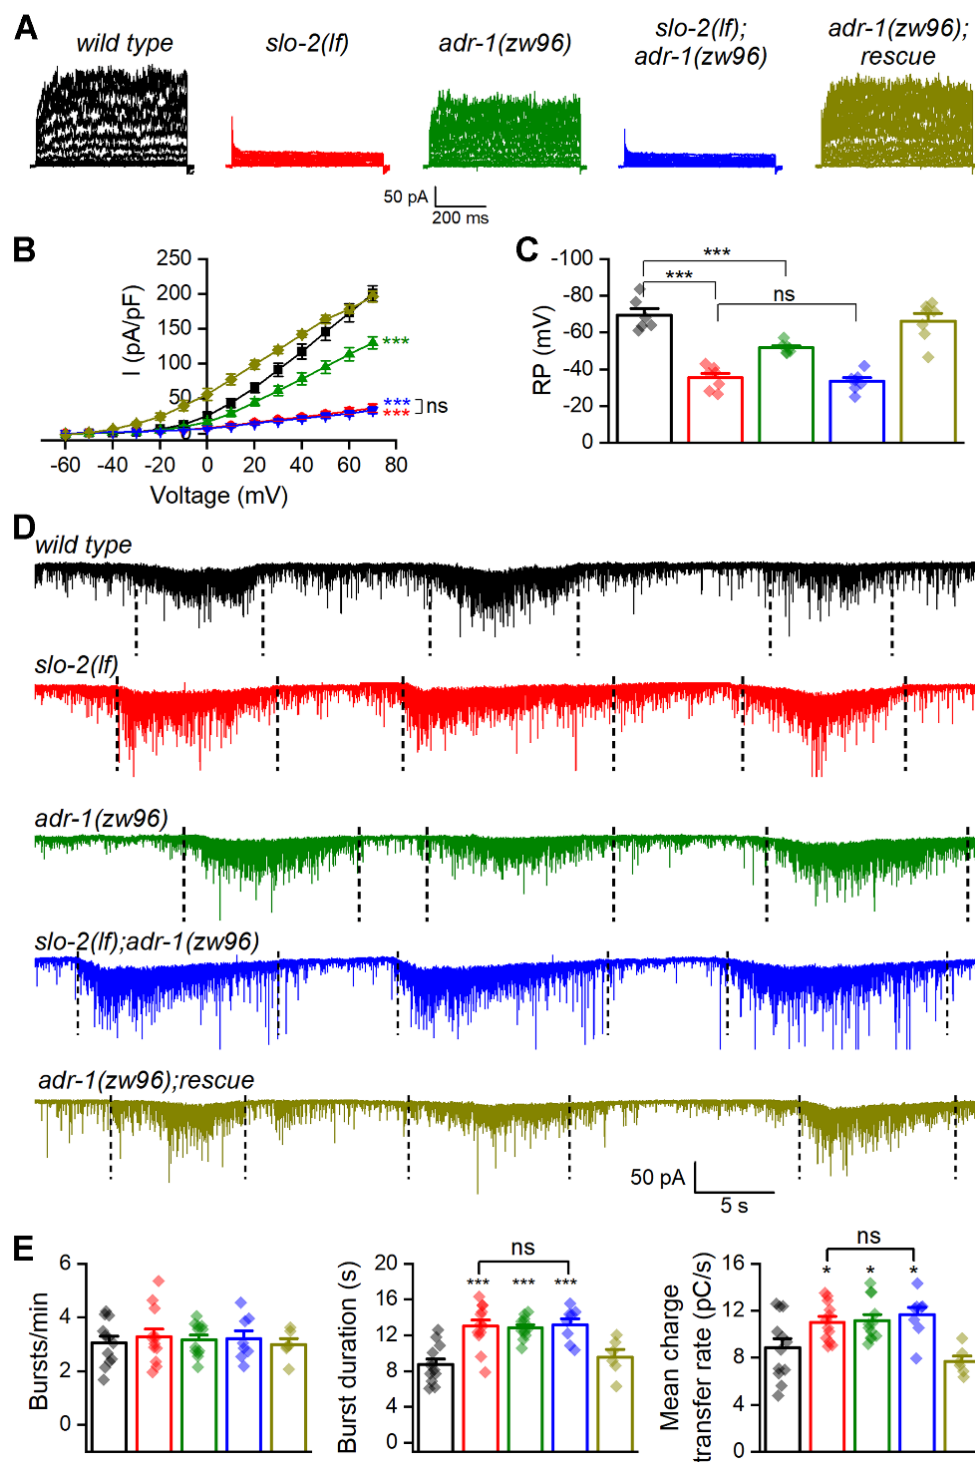 A
wild type
slo-2(lf)
adr-1(zw96)
slo-2(lf);
adr-1(zw96)
adr-1(zw96);
rescue
50 pA
200 ms
B
I (pA/pF)
250
200
150
100
50
0
***
***
***
ns
-60 -40 -20 0 20 40 60 80
Voltage (mV)
C
RP (mV)
-100
-80
-60
-40
-20
0
***
***
ns
D
wild type
slo-2(lf)
adr-1(zw96)
slo-2(lf);adr-1(zw96)
adr-1(zw96);rescue
50 pA
5 s
E
Bursts/min
6
4
2
0
Burst duration (s)
20
16
12
8
4
0
ns
*** *** ***
Mean charge
transfer rate (pC/s)
16
12
8
4
0
ns
* * *